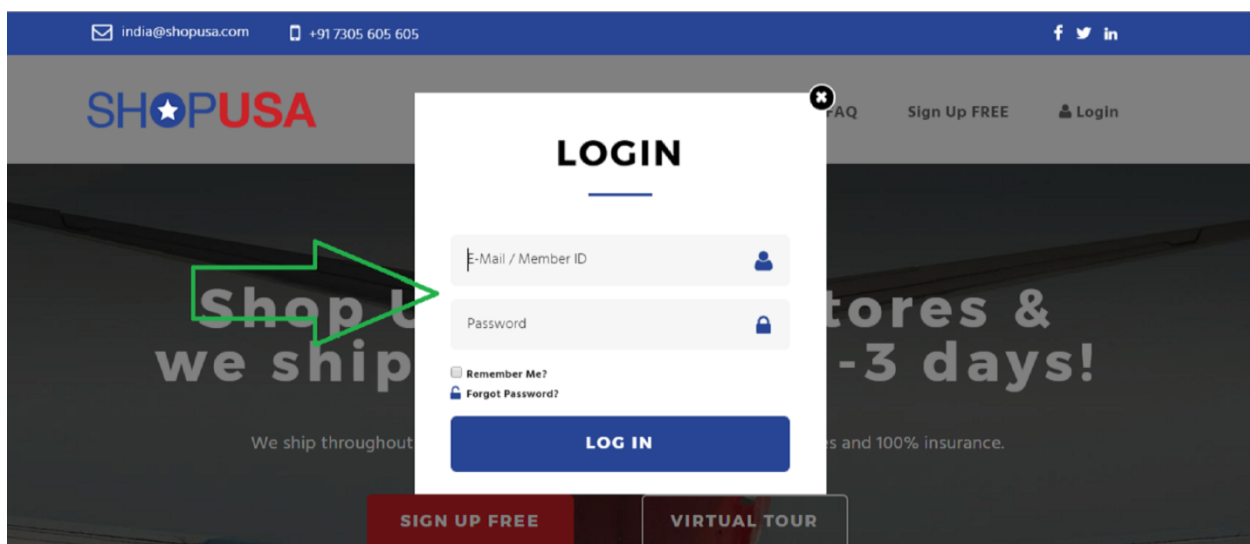 india@shopusa.com +91 7305 605 605 f in
SHOPUSA FAQ Sign Up FREE Login
LOGIN
E-Mail / Member ID
Password
Remember Me?
Forgot Password?
LOG IN
Shop U tores &
we ship -3 days!
We ship throughout s and 100% insurance.
SIGN UP FREE VIRTUAL TOUR